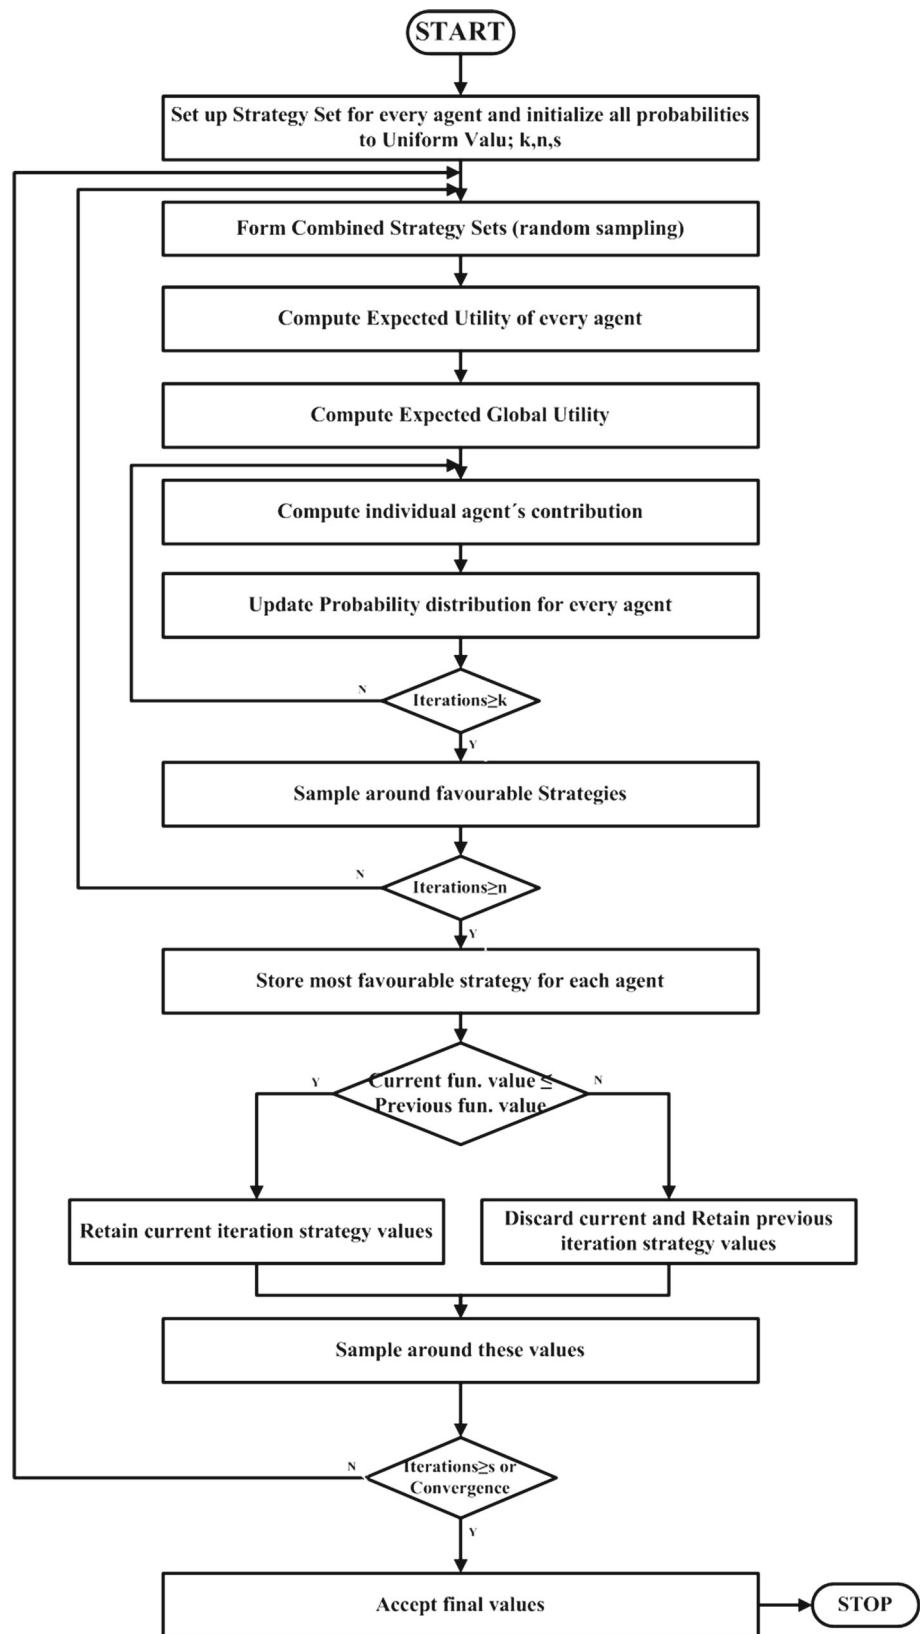 START
Set up Strategy Set for every agent and initialize all probabilities
to Uniform Valu; k,n,s
Form Combined Strategy Sets (random sampling)
Compute Expected Utility of every agent
Compute Expected Global Utility
Compute individual agent´s contribution
Update Probability distribution for every agent
N
Iterations≥k
Y
Sample around favourable Strategies
N
Iterations≥n
Y
Store most favourable strategy for each agent
Y
Current fun. value ≤
Previous fun. value
N
Retain current iteration strategy values
Discard current and Retain previous
iteration strategy values
Sample around these values
N
Iterations≥s or
Convergence
Y
Accept final values
STOP